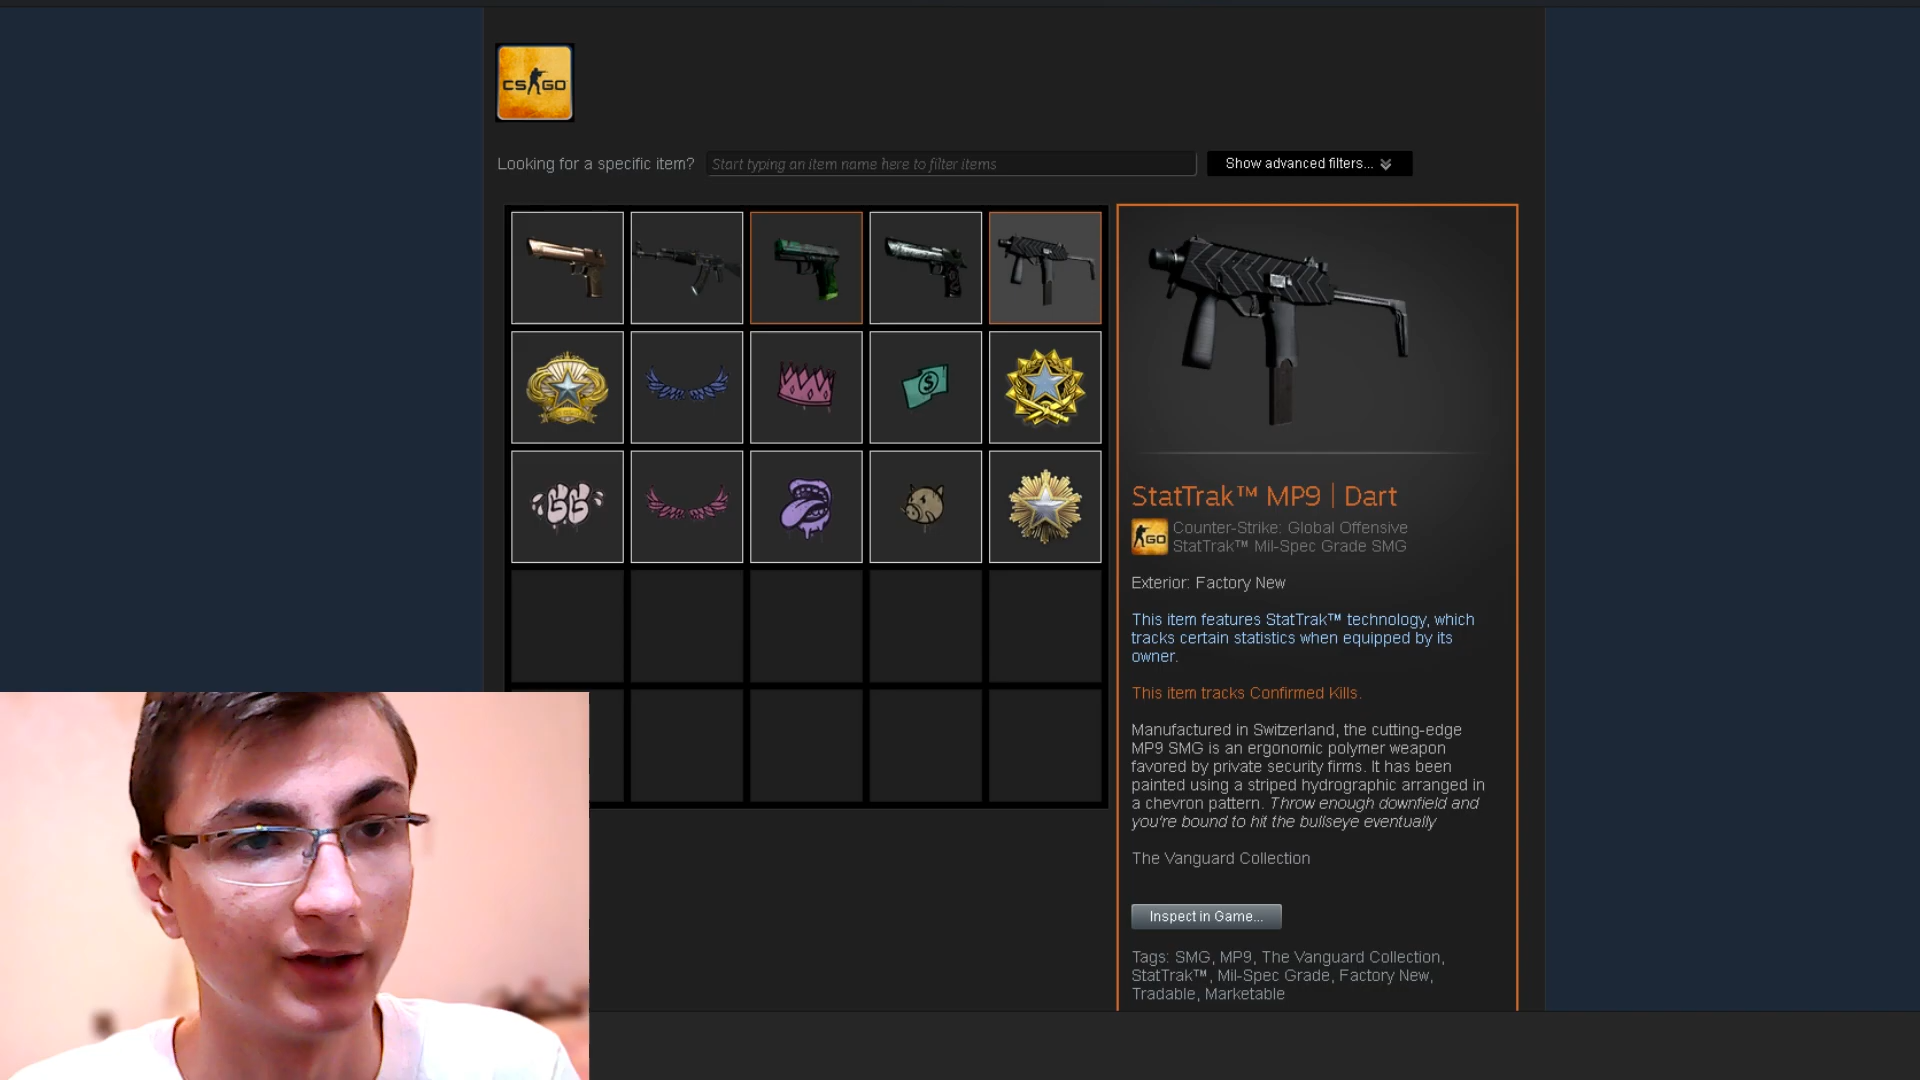 CS GO
Looking for a specific item?
Start typing an item name here to filter items
Show advanced filters...
StatTrak™ MP9 | Dart
GO
Counter-Strike: Global Offensive
StatTrak™ Mil-Spec Grade SMG
Exterior: Factory New
This item features StatTrak™ technology, which
tracks certain statistics when equipped by its
owner.
This item tracks Confirmed Kills.
Manufactured in Switzerland, the cutting-edge
MP9 SMG is an ergonomic polymer weapon
favored by private security firms. It has been
painted using a striped hydrographic arranged in
a chevron pattern. Throw enough downfield and
you're bound to hit the bullseye eventually
The Vanguard Collection
Inspect in Game...
Tags: SMG, MP9, The Vanguard Collection,
StatTrak™, Mil-Spec Grade, Factory New,
Tradable, Marketable